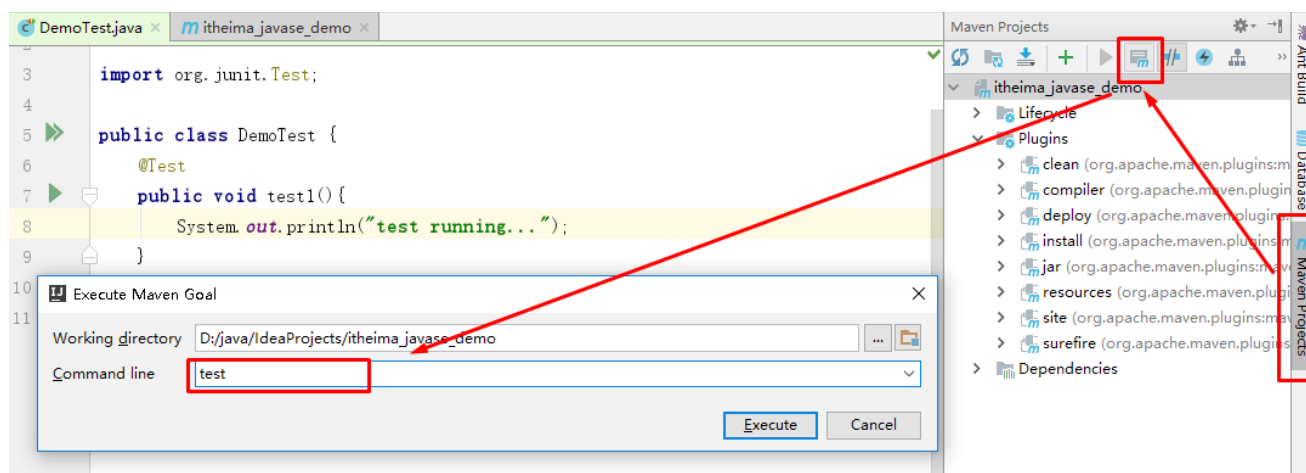 DemoTest.java
itheima_javase_demo
3 import org.junit.Test;
4
5 public class DemoTest {
6 @Test
7 public void test1(){
8 System.out.println("test running...");
9 }
10
11
Execute Maven Goal
Working directory D:/java/IdeaProjects/itheima_javase_demo ...
Command line test
Execute Cancel
Maven Projects
itheima_javase_demo
Lifecycle
Plugins
clean (org.apache.maven.plugins:m
compiler (org.apache.maven.plugin
deploy (org.apache.maven.plugins:
install (org.apache.maven.plugins:m
jar (org.apache.maven.plugins:mave
resources (org.apache.maven.plugi
site (org.apache.maven.plugins:mav
surefire (org.apache.maven.plugins
Dependencies
Ant Build
Database
Maven Projects